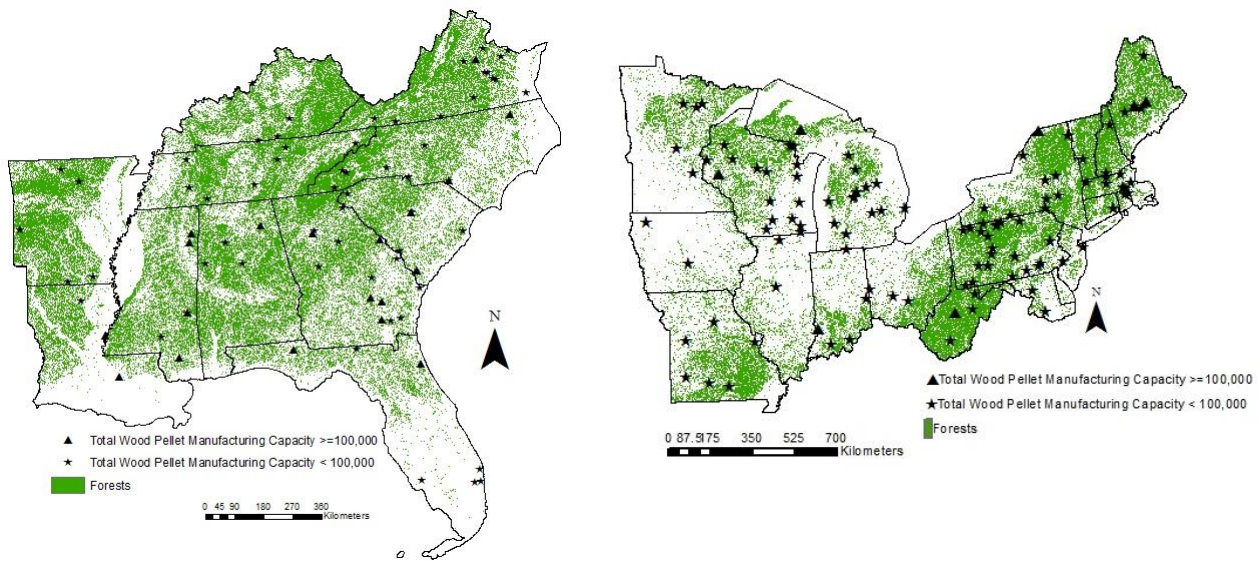 N
▲ Total Wood Pellet Manufacturing Capacity >=100,000
★ Total Wood Pellet Manufacturing Capacity < 100,000
Forests
0 45 90 180 270 360
Kilometers
N
▲Total Wood Pellet Manufacturing Capacity >=100,000
★Total Wood Pellet Manufacturing Capacity < 100,000
Forests
0 87.5175 350 525 700
Kilometers